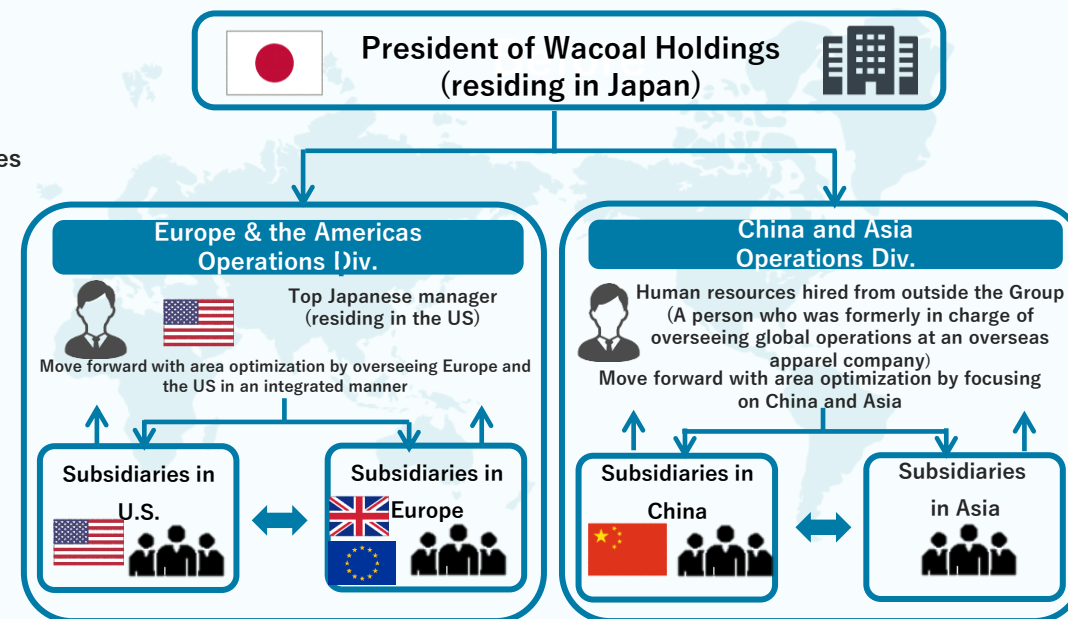 President of Wacoal Holdings
(residing in Japan)
es
Europe & the Americas
Operations Div.
Top Japanese manager
(residing in the US)
Move forward with area optimization by overseeing Europe and
the US in an integrated manner
Subsidiaries in
U.S.
Subsidiaries in
Europe
China and Asia
Operations Div.
Human resources hired from outside the Group
(A person who was formerly in charge of
overseeing global operations at an overseas
apparel company)
Move forward with area optimization by focusing
on China and Asia
Subsidiaries in
China
Subsidiaries
in Asia